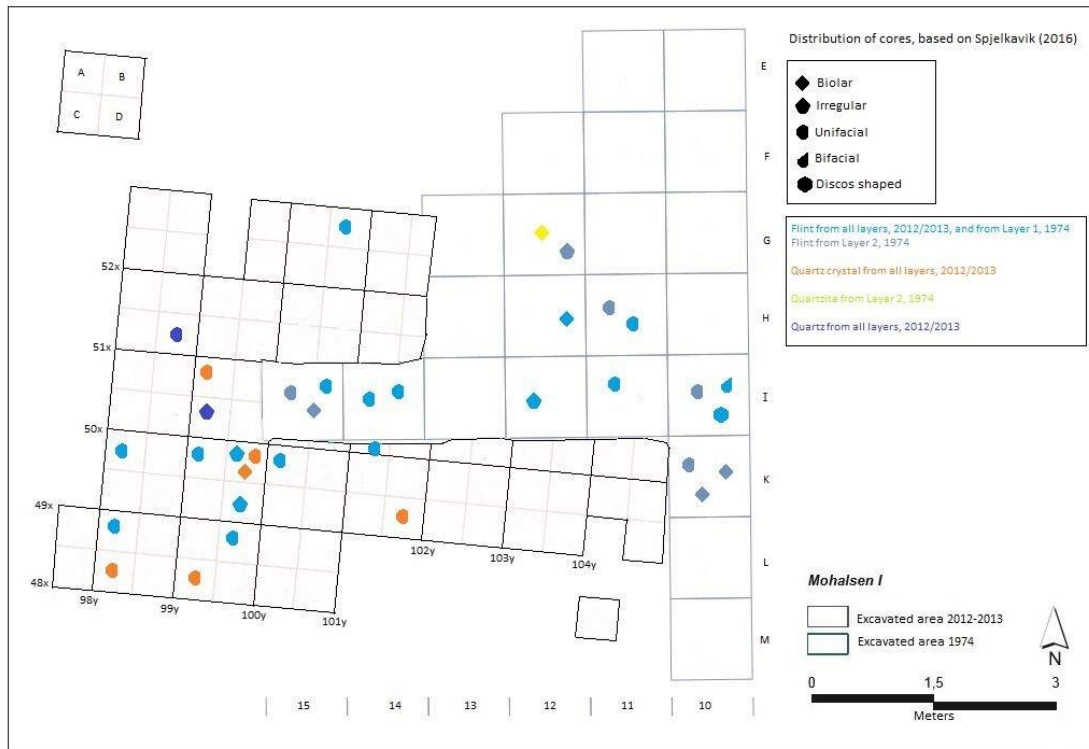 Distribution of cores, based on Spjelkavik (2016)
Biolar
Irregular
Unifacial
Bifacial
Discos shaped
Flint from all layers, 2012/2013, and from Layer 1, 1974
Flint from Layer 2, 1974
Quartz crystal from all layers, 2012/2013
Quartzite from Layer 2, 1974
Quartz from all layers, 2012/2013
A B
C D
E
F
G
H
I
K
L
M
52x
51x
50x
49x
48x
98y
99y
100y
101y
102y
103y
104y
15 14 13 12 11 10
Mohalsen I
Excavated area 2012-2013
Excavated area 1974
N
0 1,5 3
Meters